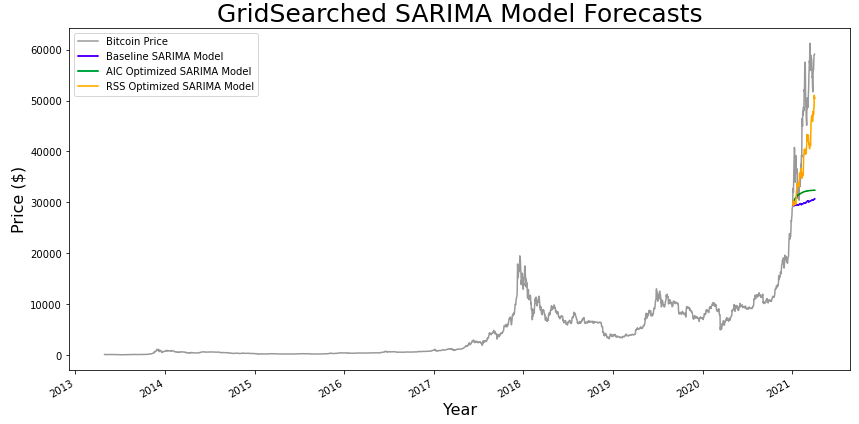 GridSearched SARIMA Model Forecasts
Bitcoin Price
Baseline SARIMA Model
AIC Optimized SARIMA Model
RSS Optimized SARIMA Model
Price ($)
60000
50000
40000
30000
20000
10000
0
2013
2014
2015
2016
2017
2018
2019
2020
2021
Year